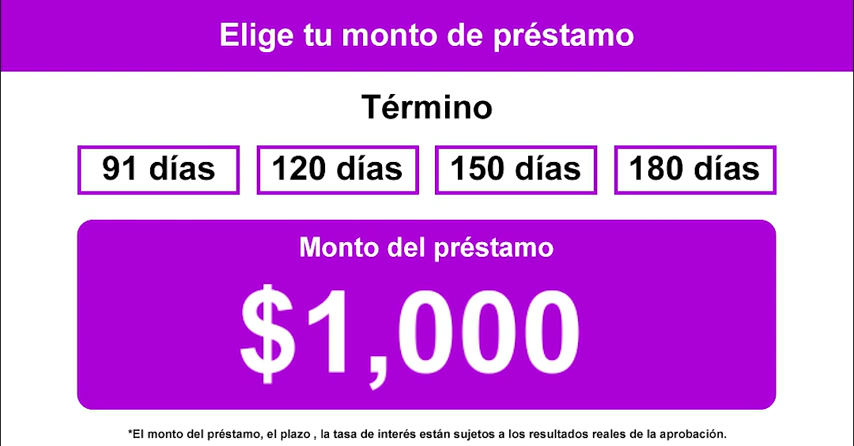 Elige tu monto de préstamo
Término
91 días 120 días 150 días 180 días
Monto del préstamo
$1,000
*El monto del préstamo, el plazo , la tasa de interés están sujetos a los resultados reales de la aprobación.